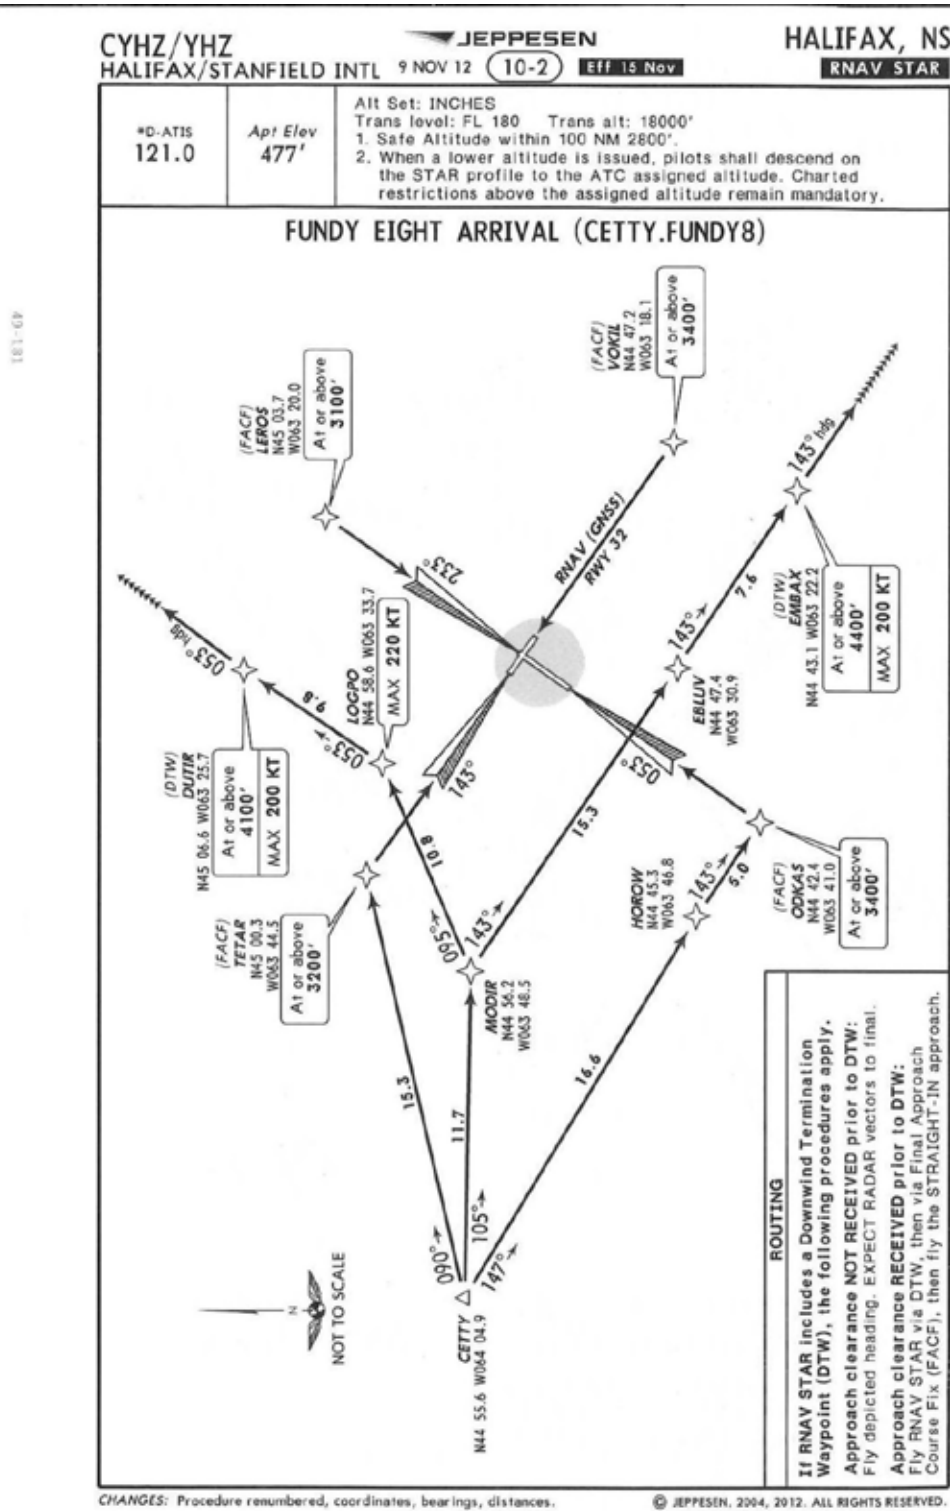 CYHZ/YHZ
HALIFAX/STANFIELD INTL
JEPPESEN
9 NOV 12 10-2 Eff 15 Nov
HALIFAX, NS
RNAV STAR
*D-ATIS
121.0
Apt Elev
477'
Alt Set: INCHES
Trans level: FL 180 Trans alt: 18000'
1. Safe Altitude within 100 NM 2800'.
2. When a lower altitude is issued, pilots shall descend on
the STAR profile to the ATC assigned altitude. Charted
restrictions above the assigned altitude remain mandatory.
FUNDY EIGHT ARRIVAL (CETTY.FUNDY8)
49-181
(FACF)
VOKIL
N44 47.2
W063 18.1
At or above
3400'
(FACF)
LEROS
N45 03.7
W063 20.0
At or above
3100'
233°
RNAV (GNSS)
RWY 32
143° hdg
(DTW)
EMBAX
N44 43.1 W063 22.2
At or above
4400'
MAX 200 KT
7.6
143°
EBLUV
N44 47.4
W063 30.9
053° hdg
9.8
053°
LOGPO
N44 58.6 W063 33.7
MAX 220 KT
(DTW)
DUTIR
N45 06.6 W063 25.7
At or above
4100'
MAX 200 KT
143°
053°
10.8
15.3
(FACF)
TETAR
N45 00.3
W063 44.5
At or above
3200'
095°
143°
MODIR
N44 56.2
W063 48.5
HOROW
N44 45.3
W063 46.8
143°
5.0
(FACF)
ODKAS
N44 42.4
W063 41.0
At or above
3400'
15.3
11.7
16.6
090°
105°
147°
CETTY
N44 55.6 W064 04.9
N
NOT TO SCALE
ROUTING
If RNAV STAR includes a Downwind Termination
Waypoint (DTW), the following procedures apply.
Approach clearance NOT RECEIVED prior to DTW:
Fly depicted heading. EXPECT RADAR vectors to final.
Approach clearance RECEIVED prior to DTW:
Fly RNAV STAR via DTW, then via Final Approach
Course Fix (FACF), then fly the STRAIGHT-IN approach.
CHANGES: Procedure renumbered, coordinates, bearings, distances.
© JEPPESEN, 2004, 2012. ALL RIGHTS RESERVED.